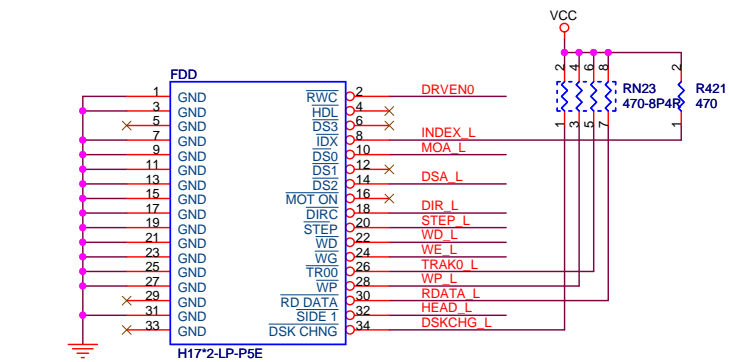 VCC
FDD
1 GND RWC 2 DRVEN0
3 GND HDL 4
5 GND DS3 6
7 GND IDX 8 INDEX_L
9 GND DS0 10 MOA_L
11 GND DS1 12
13 GND DS2 14 DSA_L
15 GND MOT ON 16
17 GND DIRC 18 DIR_L
19 GND STEP 20 STEP_L
21 GND WD 22 WD_L
23 GND WG 24 WE_L
25 GND TR00 26 TRAK0_L
27 GND WP 28 WP_L
29 GND RD DATA 30 RDATA_L
31 GND SIDE 1 32 HEAD_L
33 GND DSK CHNG 34 DSKCHG_L
H17*2-LP-P5E
2 4 6 8
RN23
470-8P4R
1 3 5 7
2
R421
470
1